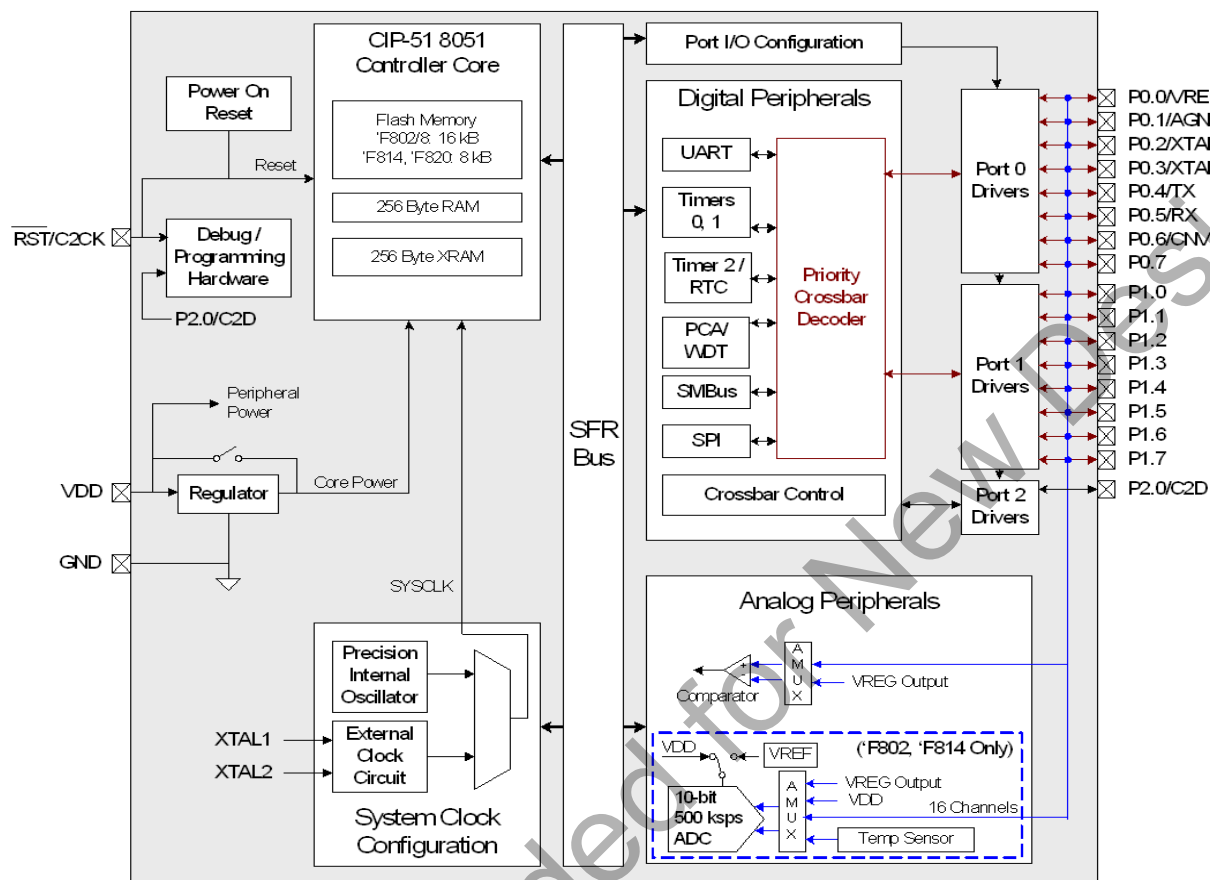 CIP-51 8051
Controller Core
Flash Memory
'F802/8: 16 kB
'F814, 'F820: 8 kB
256 Byte RAM
256 Byte XRAM
Power On
Reset
Reset
RST/C2CK
Debug /
Programming
Hardware
P2.0/C2D
Peripheral
Power
VDD
Regulator
Core Power
GND
SYSCLK
Precision
Internal
Oscillator
XTAL1
XTAL2
External
Clock
Circuit
System Clock
Configuration
SFR
Bus
Port I/O Configuration
Digital Peripherals
UART
Timers
0, 1
Timer 2 /
RTC
PCA/
WDT
SMBus
SPI
Priority
Crossbar
Decoder
Crossbar Control
Port 0
Drivers
Port 1
Drivers
Port 2
Drivers
P0.0/VRE
P0.1/AGN
P0.2/XTAL
P0.3/XTAL
P0.4/TX
P0.5/RX
P0.6/CNV
P0.7
P1.0
P1.1
P1.2
P1.3
P1.4
P1.5
P1.6
P1.7
P2.0/C2D
Analog Peripherals
+
-
Comparator
AMUX
VREG Output
('F802, 'F814 Only)
VDD
VREF
10-bit
500 ksps
ADC
AMUX
VREG Output
VDD
16 Channels
Temp Sensor
ded for New Desi